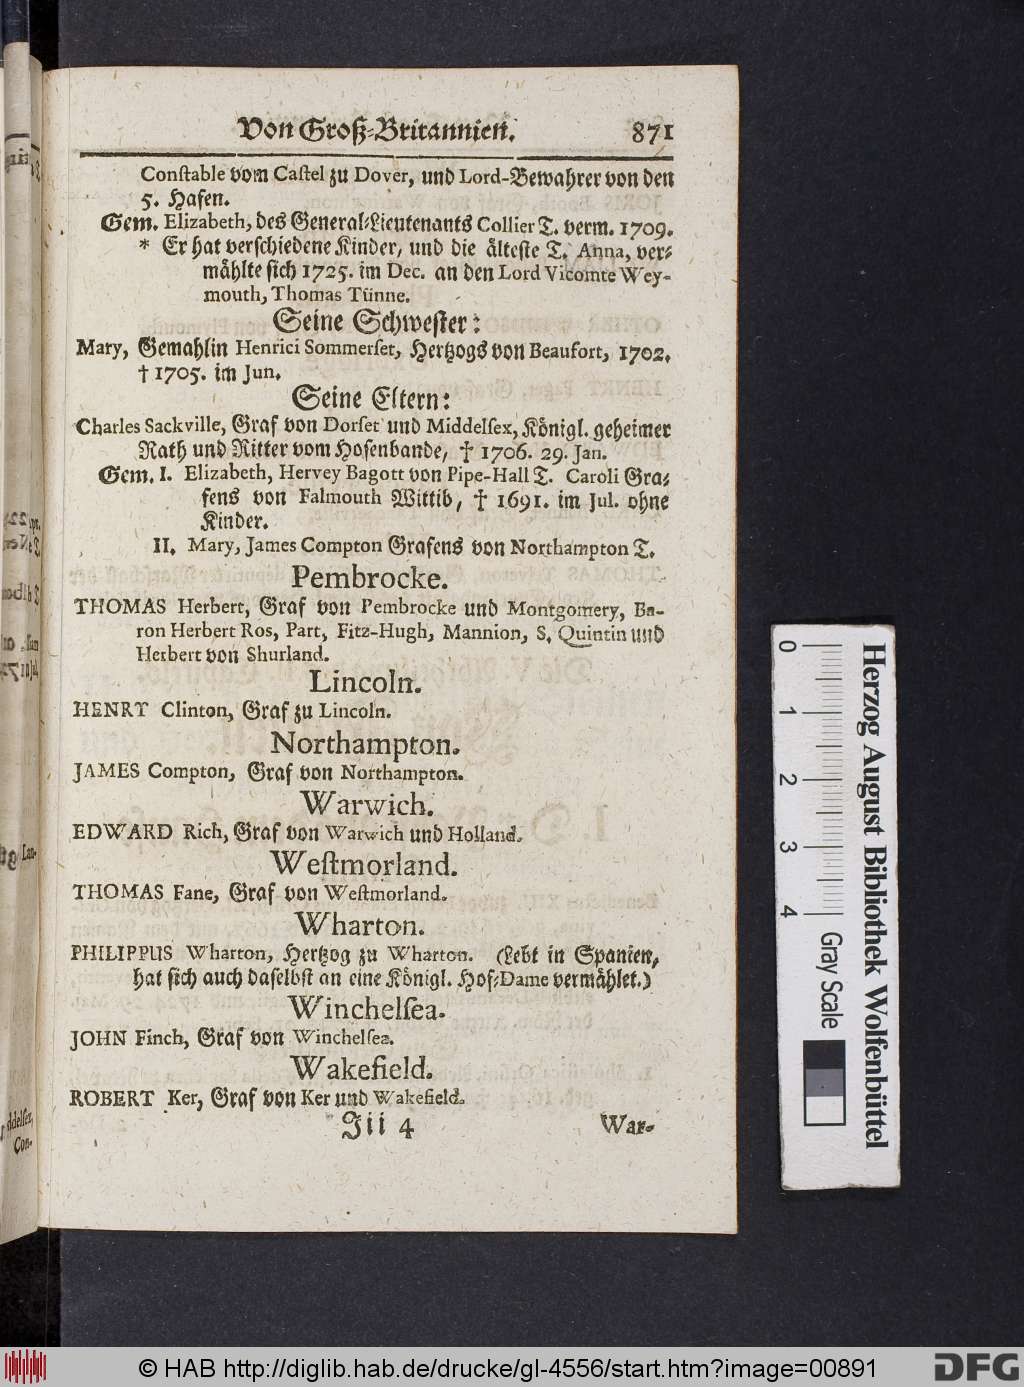 Von Groß-Britannien. 871
Conſtable vom Caſtel zu Dover, und Lord-Bewahrer von den
5. Hafen.
Gem. Elizabeth, des General-Lieutenants Collier T. verm. 1709.
* Er hat verſchiedene Kinder, und die älteſte T. Anna, ver-
mählte ſich 1725. im Dec. an den Lord Vicomte Wey-
mouth, Thomas Tünne.
Seine Schweſter:
Mary, Gemahlin Henrici Sommerſet, Hertzogs von Beaufort, 1702.
† 1705. im Jun.
Seine Eltern:
Charles Sackville, Graf von Dorſet und Middelſex, Königl. geheimer
Rath und Ritter vom Hoſenbande, † 1706. 29. Jan.
Gem. I. Elizabeth, Hervey Bagott von Pipe-Hall T. Caroli Gra-
fens von Falmouth Wittib, † 1691. im Jul. ohne
Kinder.
II. Mary, James Compton Grafens von Northampton T.
Pembrocke.
THOMAS Herbert, Graf von Pembrocke und Montgomery, Ba-
ron Herbert Ros, Part, Fitz-Hugh, Mannion, S. Quintin und
Herbert von Shurland.
Lincoln.
HENRY Clinton, Graf zu Lincoln.
Northampton.
JAMES Compton, Graf von Northampton.
Warwich.
EDWARD Rich, Graf von Warwich und Holland.
Weſtmorland.
THOMAS Fane, Graf von Weſtmorland.
Wharton.
PHILIPPUS Wharton, Hertzog zu Wharton. (Lebt in Spanien,
hat ſich auch daſelbſt an eine Königl. Hof-Dame vermählet.)
Winchelſea.
JOHN Finch, Graf von Winchelſea.
Wakefield.
ROBERT Ker, Graf von Ker und Wakefield.
Jii 4 War-
ddelſex,
Con-
Lan-
0 1 2 3 4 Gray Scale
Herzog August Bibliothek Wolfenbüttel
© HAB http://diglib.hab.de/drucke/gl-4556/start.htm?image=00891
DFG